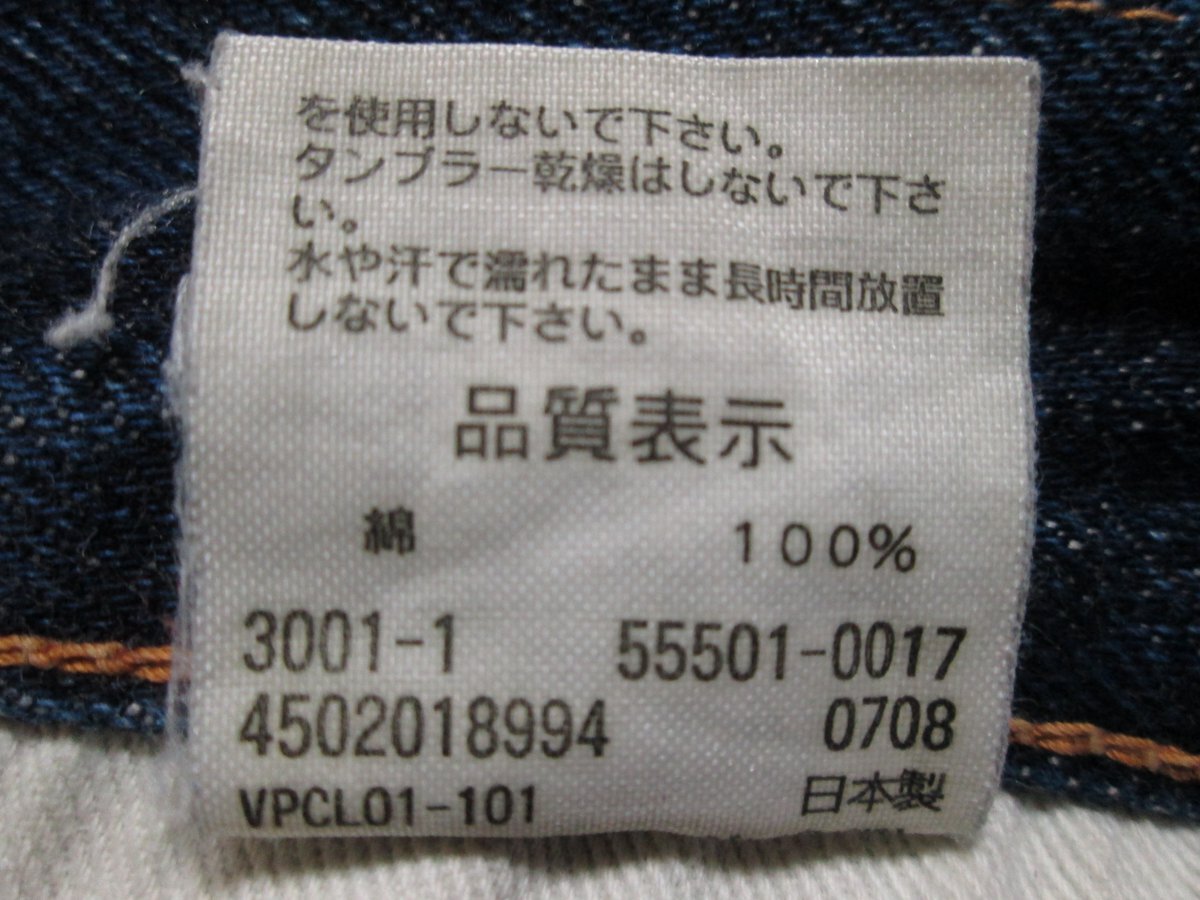 を使用しないで下さい。
タンブラー乾燥はしないで下さ
い。
水や汗で濡れたまま長時間放置
しないで下さい。
品質表示
綿 100%
3001-1 55501-0017
4502018994 0708
VPCL01-101 日本製